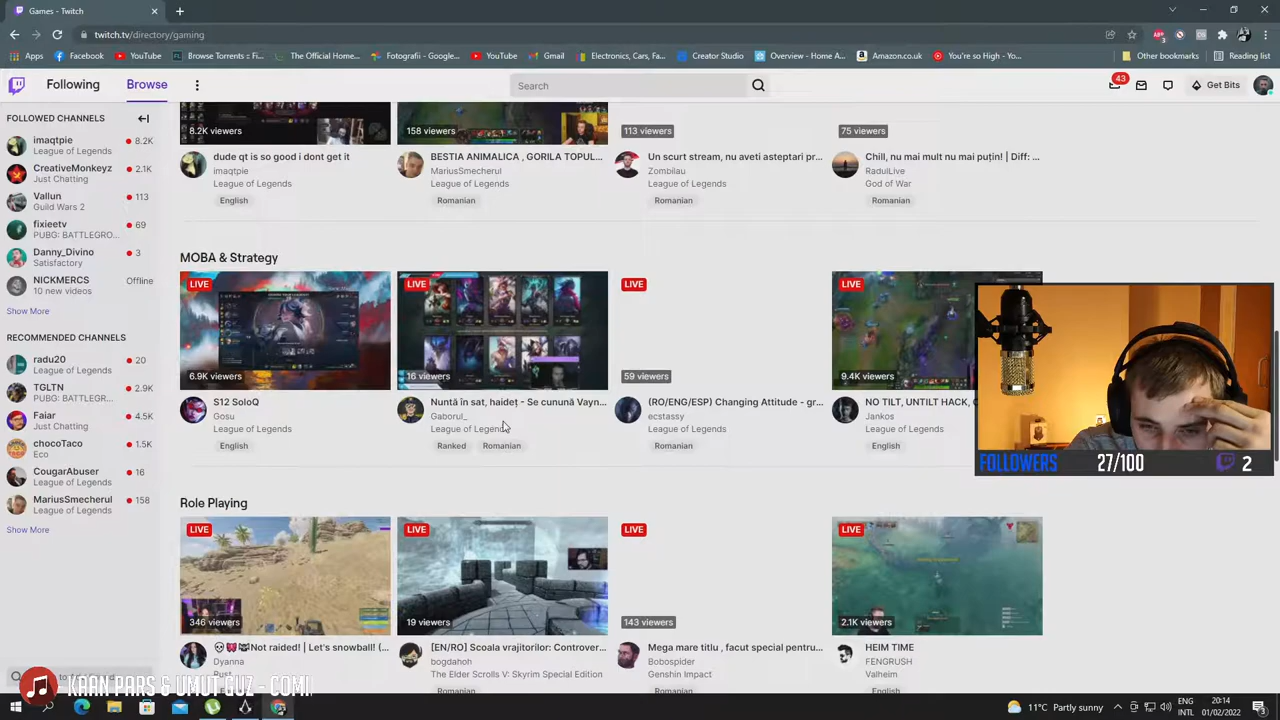 Games - Twitch
twitch.tv/directory/gaming
Apps
Facebook
YouTube
Browse Torrents ::: F...
The Official Home...
Fotografii - Google...
YouTube
Gmail
Electronics, Cars, Fa...
Creator Studio
Overview - Home A...
Amazon.co.uk
You're so High - Yo...
Other bookmarks
Reading list
Following
Browse
Search
43
Get Bits
FOLLOWED CHANNELS
imaqtpie
8.2K
League of Legends
CreativeMonkeyz
2.1K
Just Chatting
Vallun
113
Guild Wars 2
fixieetv
69
PUBG: BATTLEGRO...
Danny_Divino
3
Satisfactory
NICKMERCS
Offline
10 new videos
Show More
RECOMMENDED CHANNELS
radu20
20
League of Legends
TGLTN
2.9K
PUBG: BATTLEGR...
Faiar
4.5K
Just Chatting
chocoTaco
1.5K
Eco
CougarAbuser
16
League of Legends
MariusSmecherul
158
League of Legends
Show More
8.2K viewers
158 viewers
113 viewers
75 viewers
dude qt is so good i dont get it
imaqtpie
League of Legends
English
BESTIA ANIMALICA , GORILA TOPUL...
MariusSmecherul
League of Legends
Romanian
Un scurt stream, nu aveti asteptari pr...
Zombilau
League of Legends
Romanian
Chill, nu mai mult nu mai puțin! | Diff: ...
RadulLive
God of War
Romanian
MOBA & Strategy
LIVE
LIVE
LIVE
LIVE
6.9K viewers
16 viewers
59 viewers
9.4K viewers
S12 SoloQ
Gosu
League of Legends
English
Nuntă în sat, haideț - Se cunună Vayn...
Gaborul_
League of Legends
Ranked
Romanian
(RO/ENG/ESP) Changing Attitude - gr...
ecstassy
League of Legends
Romanian
NO TILT, UNTILT HACK,
Jankos
League of Legends
English
FOLLOWERS
27/100
2
Role Playing
LIVE
LIVE
LIVE
LIVE
346 viewers
19 viewers
143 viewers
2.1K viewers
Not raided! | Let's snowball! (...
Dyanna
Rust
[EN/RO] Scoala vrajitorilor: Controver...
bogdahoh
The Elder Scrolls V: Skyrim Special Edition
Romanian
Mega mare titlu , facut special pentru...
Bobospider
Genshin Impact
Romanian
HEIM TIME
FENGRUSH
Valheim
English
KAAN PARS & UMUT GUZ - COMI
11°C Partly sunny
ENG
INTL
20:14
01/02/2022
3